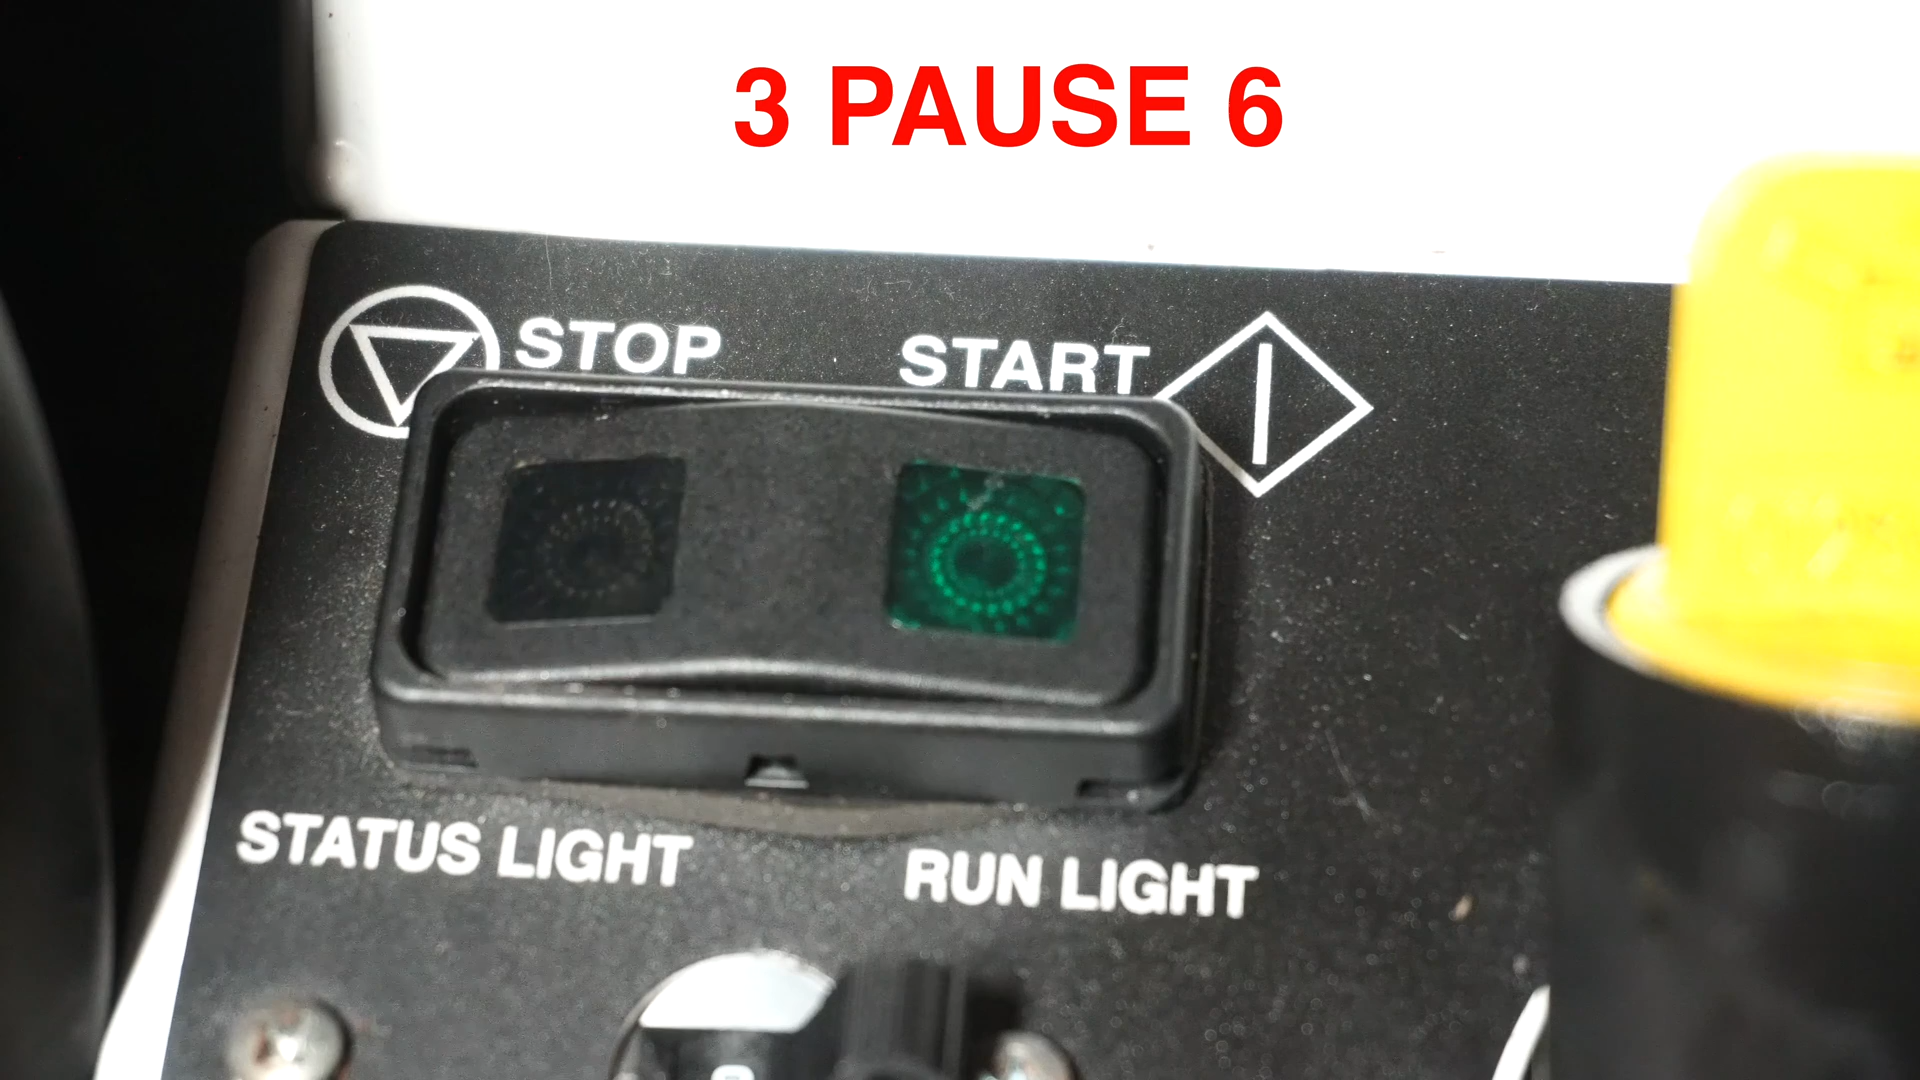 3 PAUSE 6
STOP
START
STATUS LIGHT
RUN LIGHT